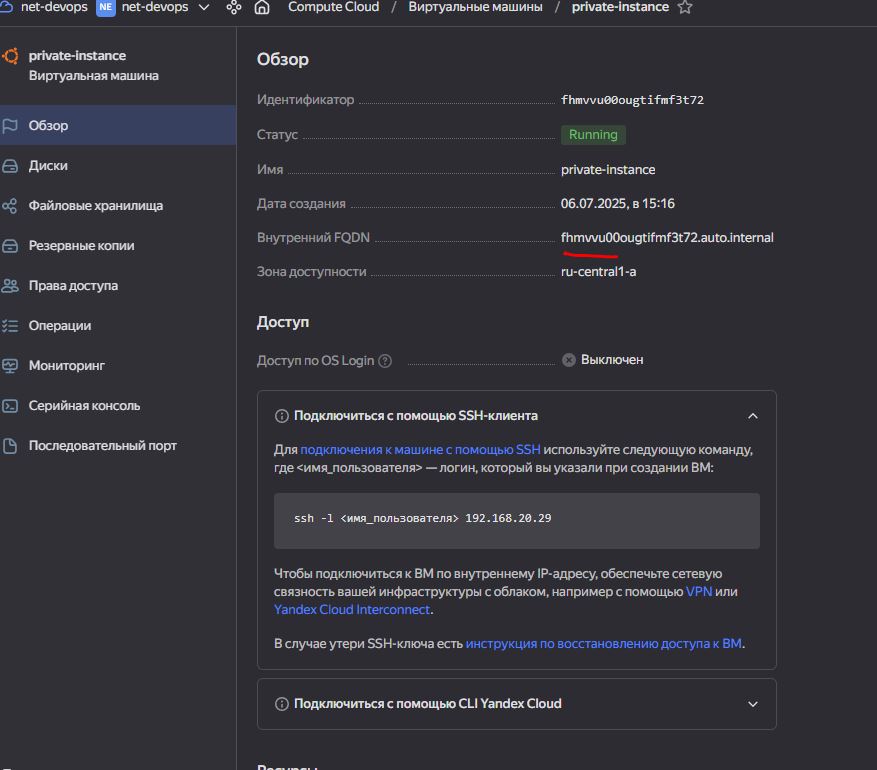 net-devops NE net-devops Compute Cloud / Виртуальные машины / private-instance
private-instance
Виртуальная машина
Обзор
Диски
Файловые хранилища
Резервные копии
Права доступа
Операции
Мониторинг
Серийная консоль
Последовательный порт
Обзор
Идентификатор fhmvvu00ougtifmf3t72
Статус Running
Имя private-instance
Дата создания 06.07.2025, в 15:16
Внутренний FQDN fhmvvu00ougtifmf3t72.auto.internal
Зона доступности ru-central1-a
Доступ
Доступ по OS Login Выключен
Подключиться с помощью SSH-клиента
Для подключения к машине с помощью SSH используйте следующую команду,
где <имя_пользователя> — логин, который вы указали при создании ВМ:
ssh -l <имя_пользователя> 192.168.20.29
Чтобы подключиться к ВМ по внутреннему IP-адресу, обеспечьте сетевую
связность вашей инфраструктуры с облаком, например с помощью VPN или
Yandex Cloud Interconnect.
В случае утери SSH-ключа есть инструкция по восстановлению доступа к ВМ.
Подключиться с помощью CLI Yandex Cloud
Ресурсы